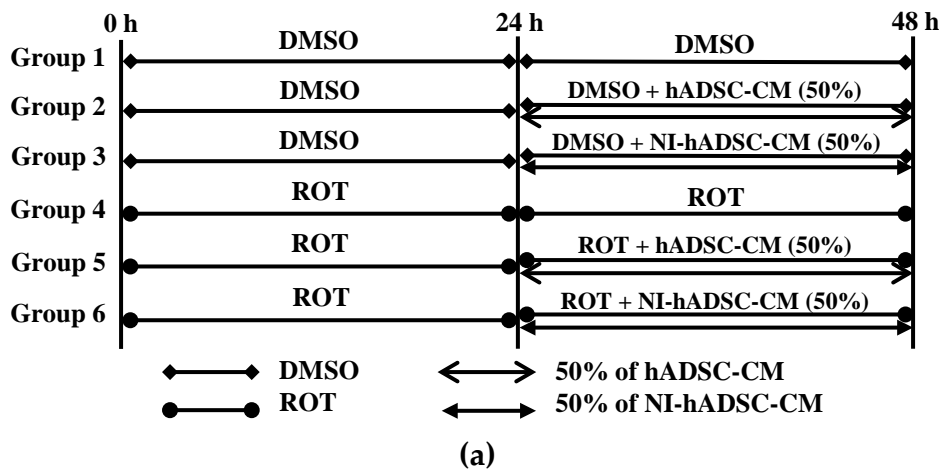 0 h 24 h 48 h
Group 1 DMSO DMSO
Group 2 DMSO DMSO + hADSC-CM (50%)
Group 3 DMSO DMSO + NI-hADSC-CM (50%)
Group 4 ROT ROT
Group 5 ROT ROT + hADSC-CM (50%)
Group 6 ROT ROT + NI-hADSC-CM (50%)
DMSO 50% of hADSC-CM
ROT 50% of NI-hADSC-CM
(a)